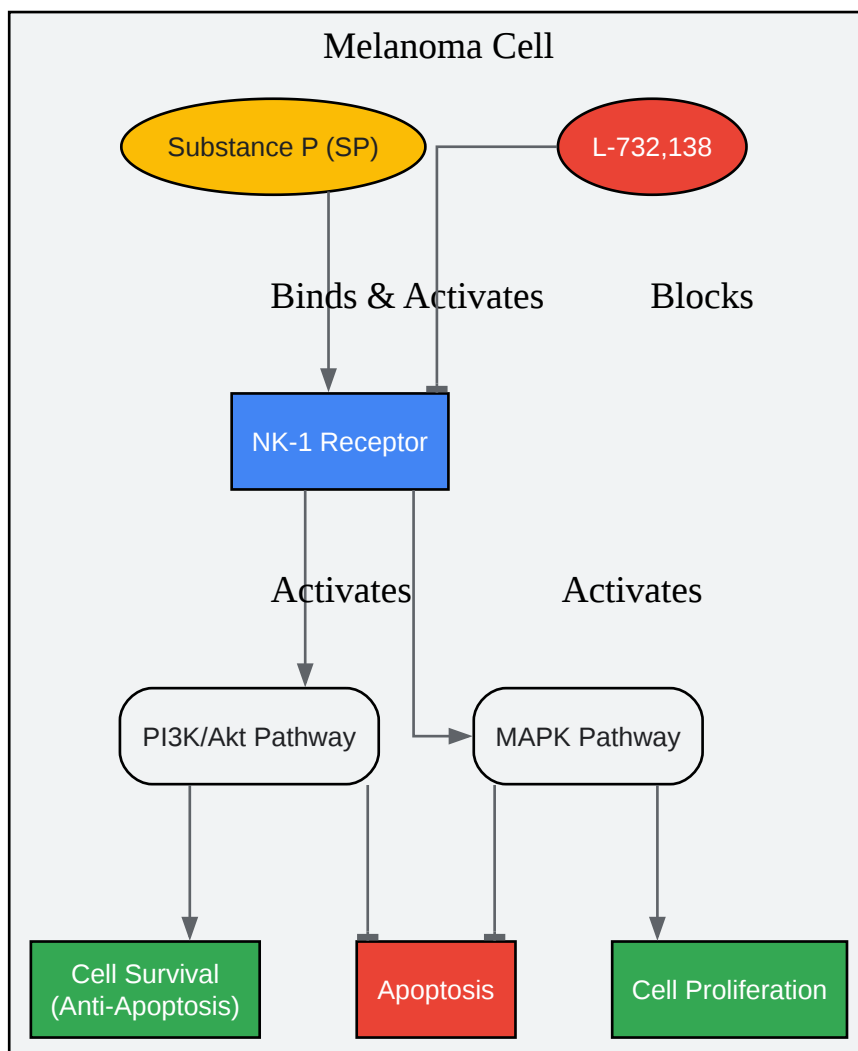 Melanoma Cell
Substance P (SP)
L-732,138
Binds & Activates
Blocks
NK-1 Receptor
Activates
Activates
PI3K/Akt Pathway
MAPK Pathway
Cell Survival
(Anti-Apoptosis)
Apoptosis
Cell Proliferation